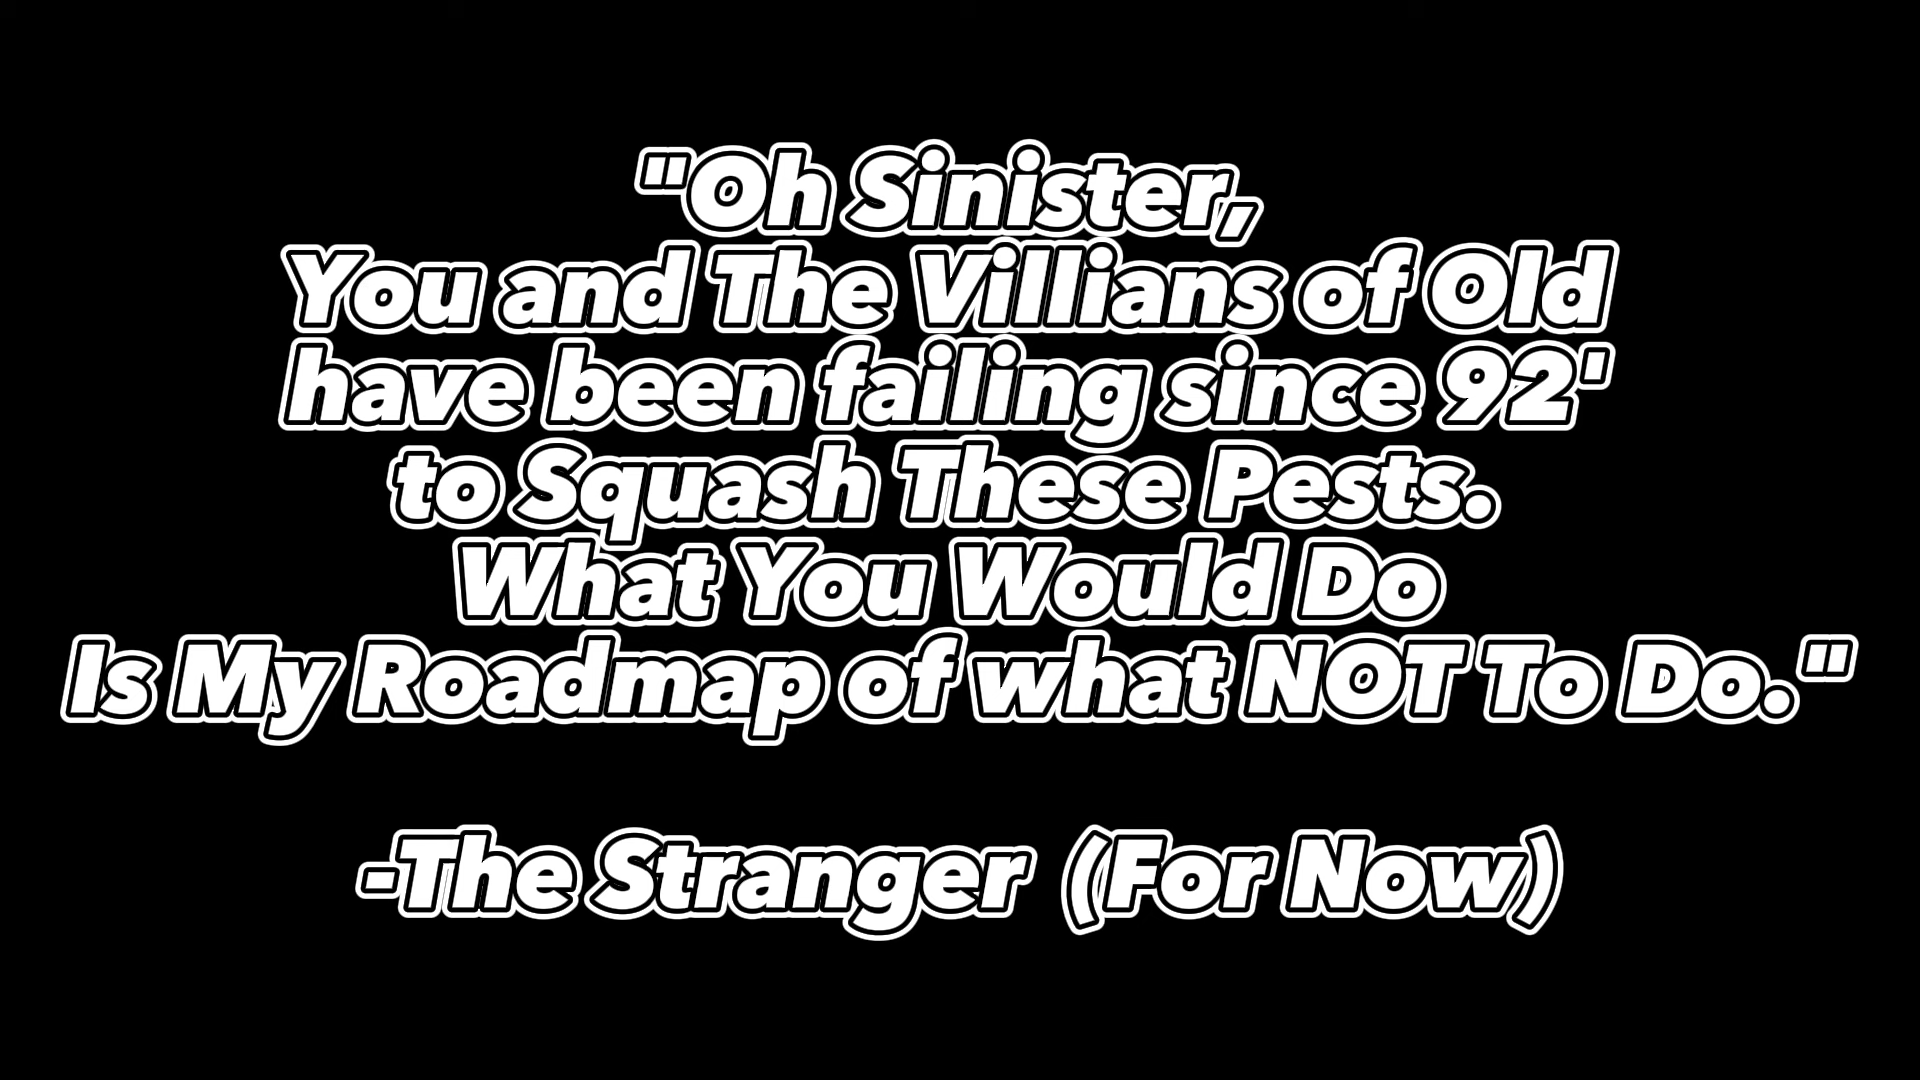 "Oh Sinister,
You and The Villians of Old
have been failing since 92'
to Squash These Pests.
What You Would Do
Is My Roadmap of what NOT To Do."
-The Stranger (For Now)